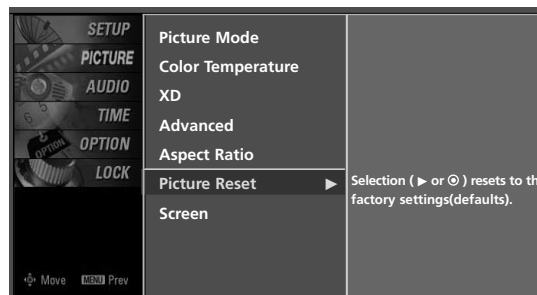 SETUP
PICTURE
AUDIO
TIME
OPTION
LOCK
Move MENU Prev
Picture Mode
Color Temperature
XD
Advanced
Aspect Ratio
Picture Reset ▶
Screen
Selection ( ▶ or ⊙ ) resets to th
factory settings(defaults).